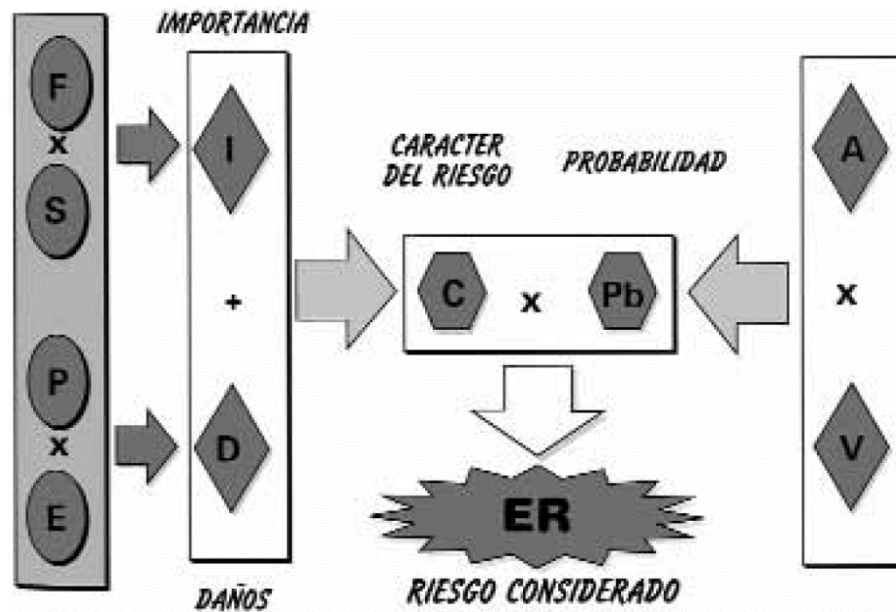 IMPORTANCIA
F
x
S
P
x
E
I
+
D
DAÑOS
CARACTER
DEL RIESGO
PROBABILIDAD
C x Pb
ER
RIESGO CONSIDERADO
A
x
V